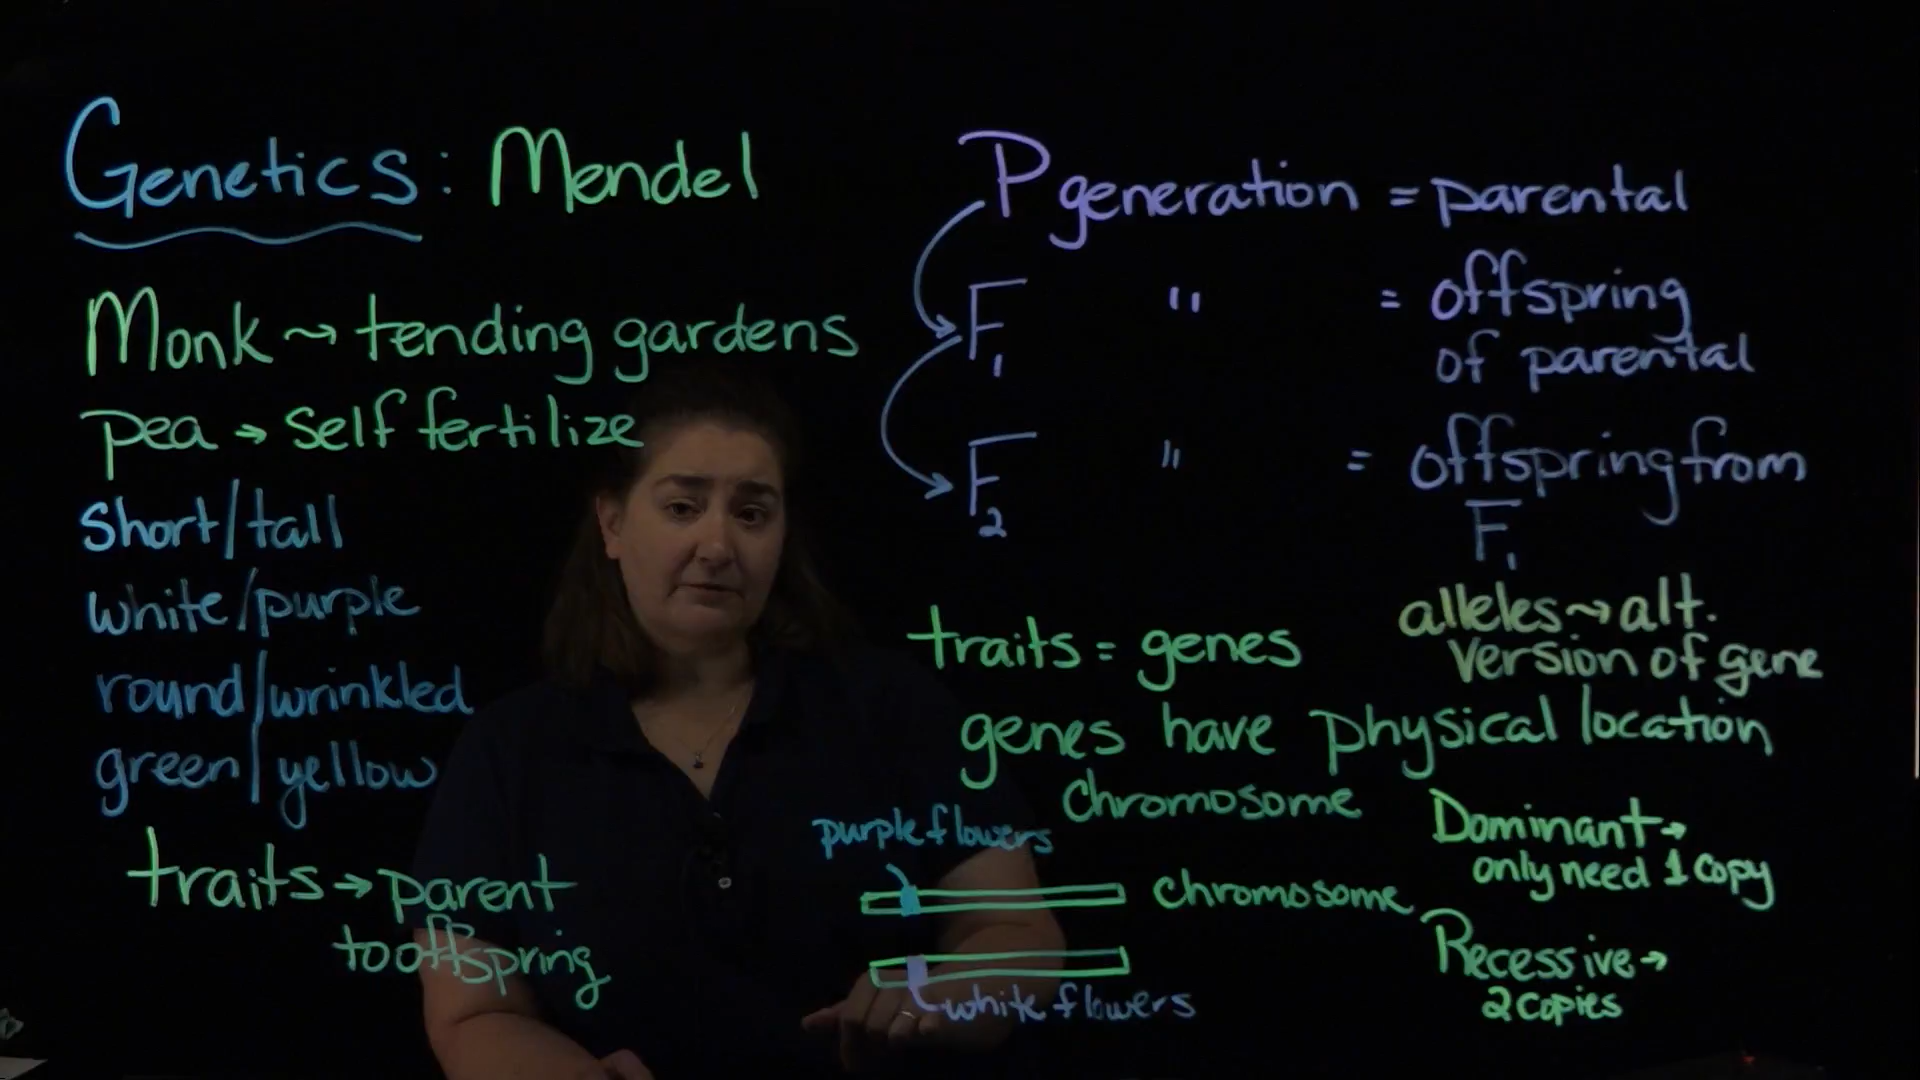 Genetics: Mendel
Monk → tending gardens
pea → self fertilize
short/tall
white/purple
round/wrinkled
green/yellow
traits → parent
to offspring
P generation = parental
F1 " = offspring
of parental
F2 " = offspring from
F1
traits = genes
alleles → alt.
version of gene
genes have physical location
chromosome
purple flowers
chromosome
white flowers
Dominant →
only need 1 copy
Recessive →
2 copies